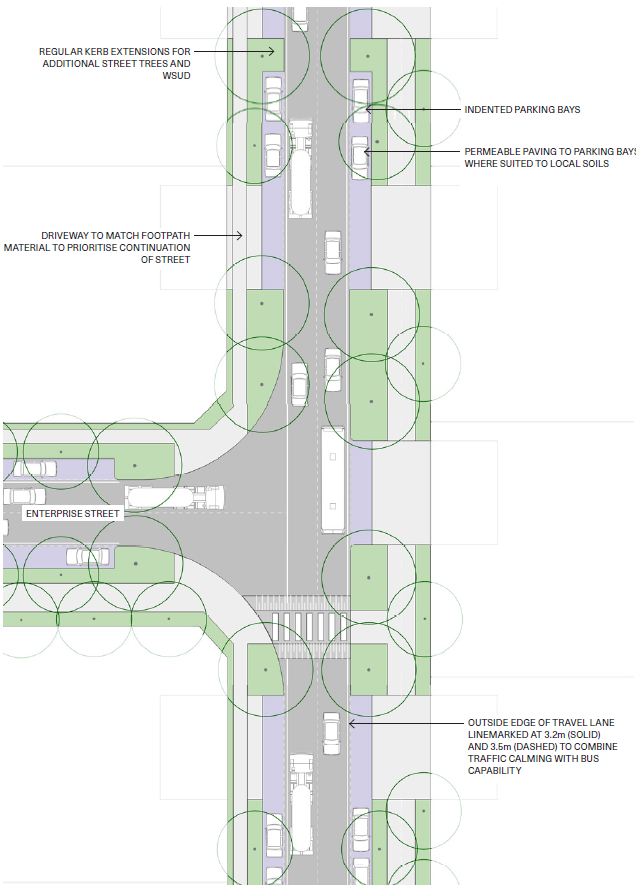 REGULAR KERB EXTENSIONS FOR
ADDITIONAL STREET TREES AND
WSUD
INDENTED PARKING BAYS
PERMEABLE PAVING TO PARKING BAYS
WHERE SUITED TO LOCAL SOILS
DRIVEWAY TO MATCH FOOTPATH
MATERIAL TO PRIORITISE CONTINUATION
OF STREET
ENTERPRISE STREET
OUTSIDE EDGE OF TRAVEL LANE
LINEMARKED AT 3.2m (SOLID)
AND 3.5m (DASHED) TO COMBINE
TRAFFIC CALMING WITH BUS
CAPABILITY